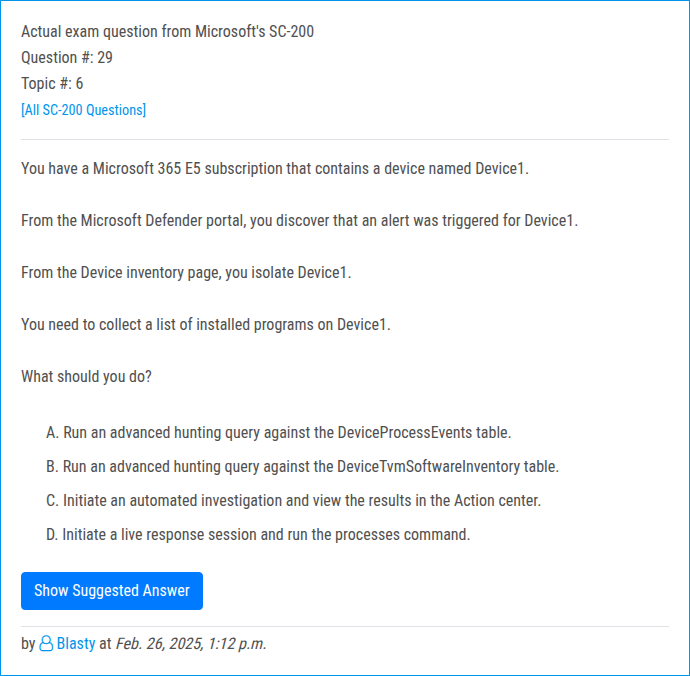 Actual exam question from Microsoft's SC-200
Question #: 29
Topic #: 6
[All SC-200 Questions]
You have a Microsoft 365 E5 subscription that contains a device named Device1.
From the Microsoft Defender portal, you discover that an alert was triggered for Device1.
From the Device inventory page, you isolate Device1.
You need to collect a list of installed programs on Device1.
What should you do?
A. Run an advanced hunting query against the DeviceProcessEvents table.
B. Run an advanced hunting query against the DeviceTvmSoftwareInventory table.
C. Initiate an automated investigation and view the results in the Action center.
D. Initiate a live response session and run the processes command.
Show Suggested Answer
by Blasty at Feb. 26, 2025, 1:12 p.m.